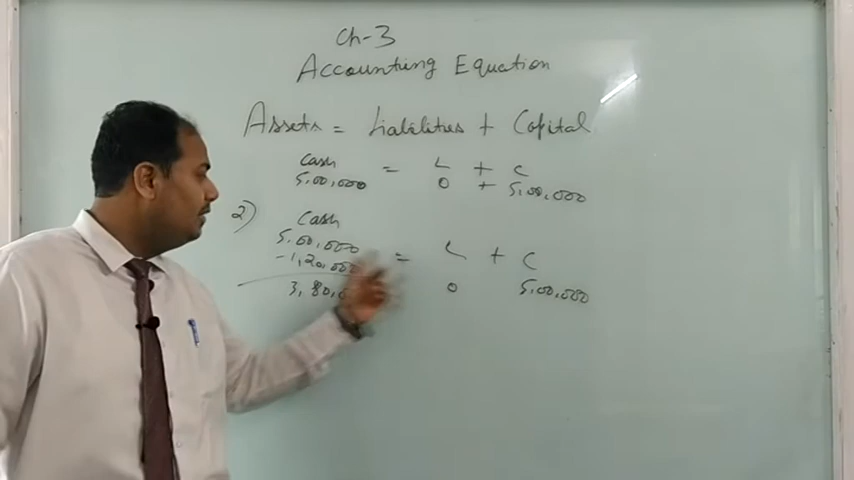 Ch-3
Accounting Equation
Assets = Liabilities + Capital
Cash = L + C
5,00,000 0 + 5,00,000
2) Cash
5,00,000 = L + C
-1,20,000
3,80, 0 5,00,000